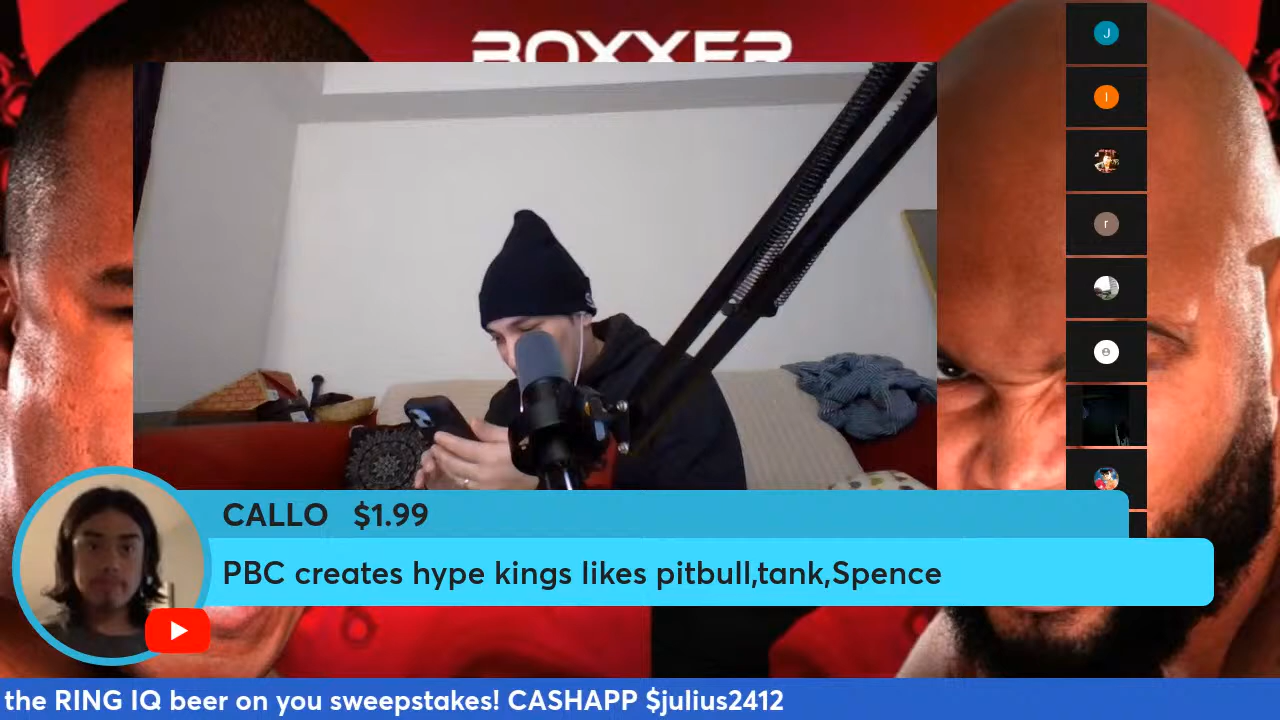 BOXXER
J
I
r
CALLO $1.99
PBC creates hype kings likes pitbull,tank,Spence
the RING IQ beer on you sweepstakes! CASHAPP $julius2412